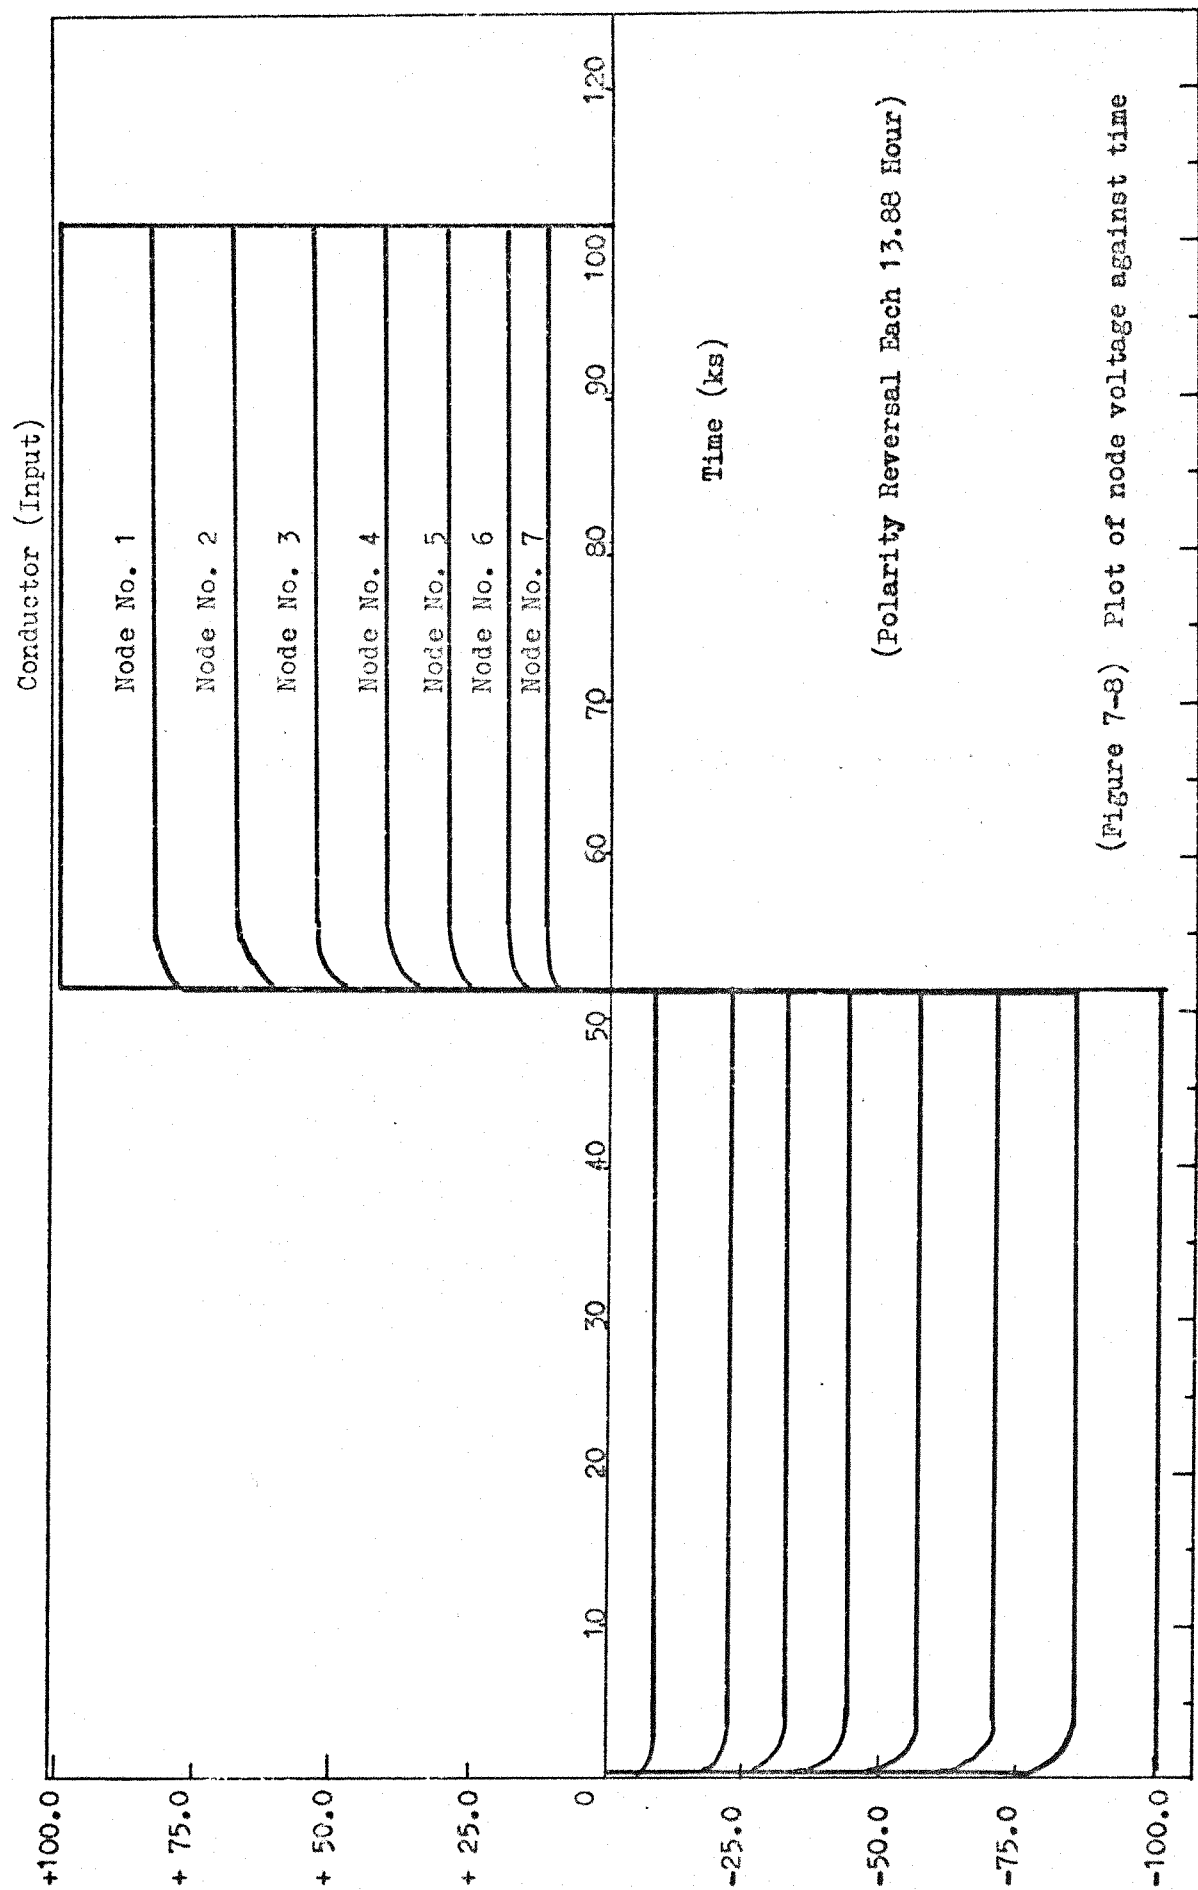 Conductor (Input)
+100.0
+ 75.0
+ 50.0
+ 25.0
0
-25.0
-50.0
-75.0
-100.0
Node No. 1
Node No. 2
Node No. 3
Node No. 4
Node No. 5
Node No. 6
Node No. 7
10 20 30 40 50 60 70 80 90 100 120
Time (ks)
(Polarity Reversal Each 13.88 Hour)
(Figure 7-8) Plot of node voltage against time